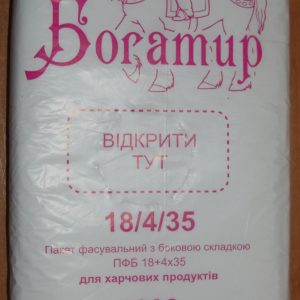 Богатир
ВІДКРИТИ
ТУТ
18/4/35
Пакет фасувальний з боковою складкою
ПФБ 18+4х35
для харчових продуктів